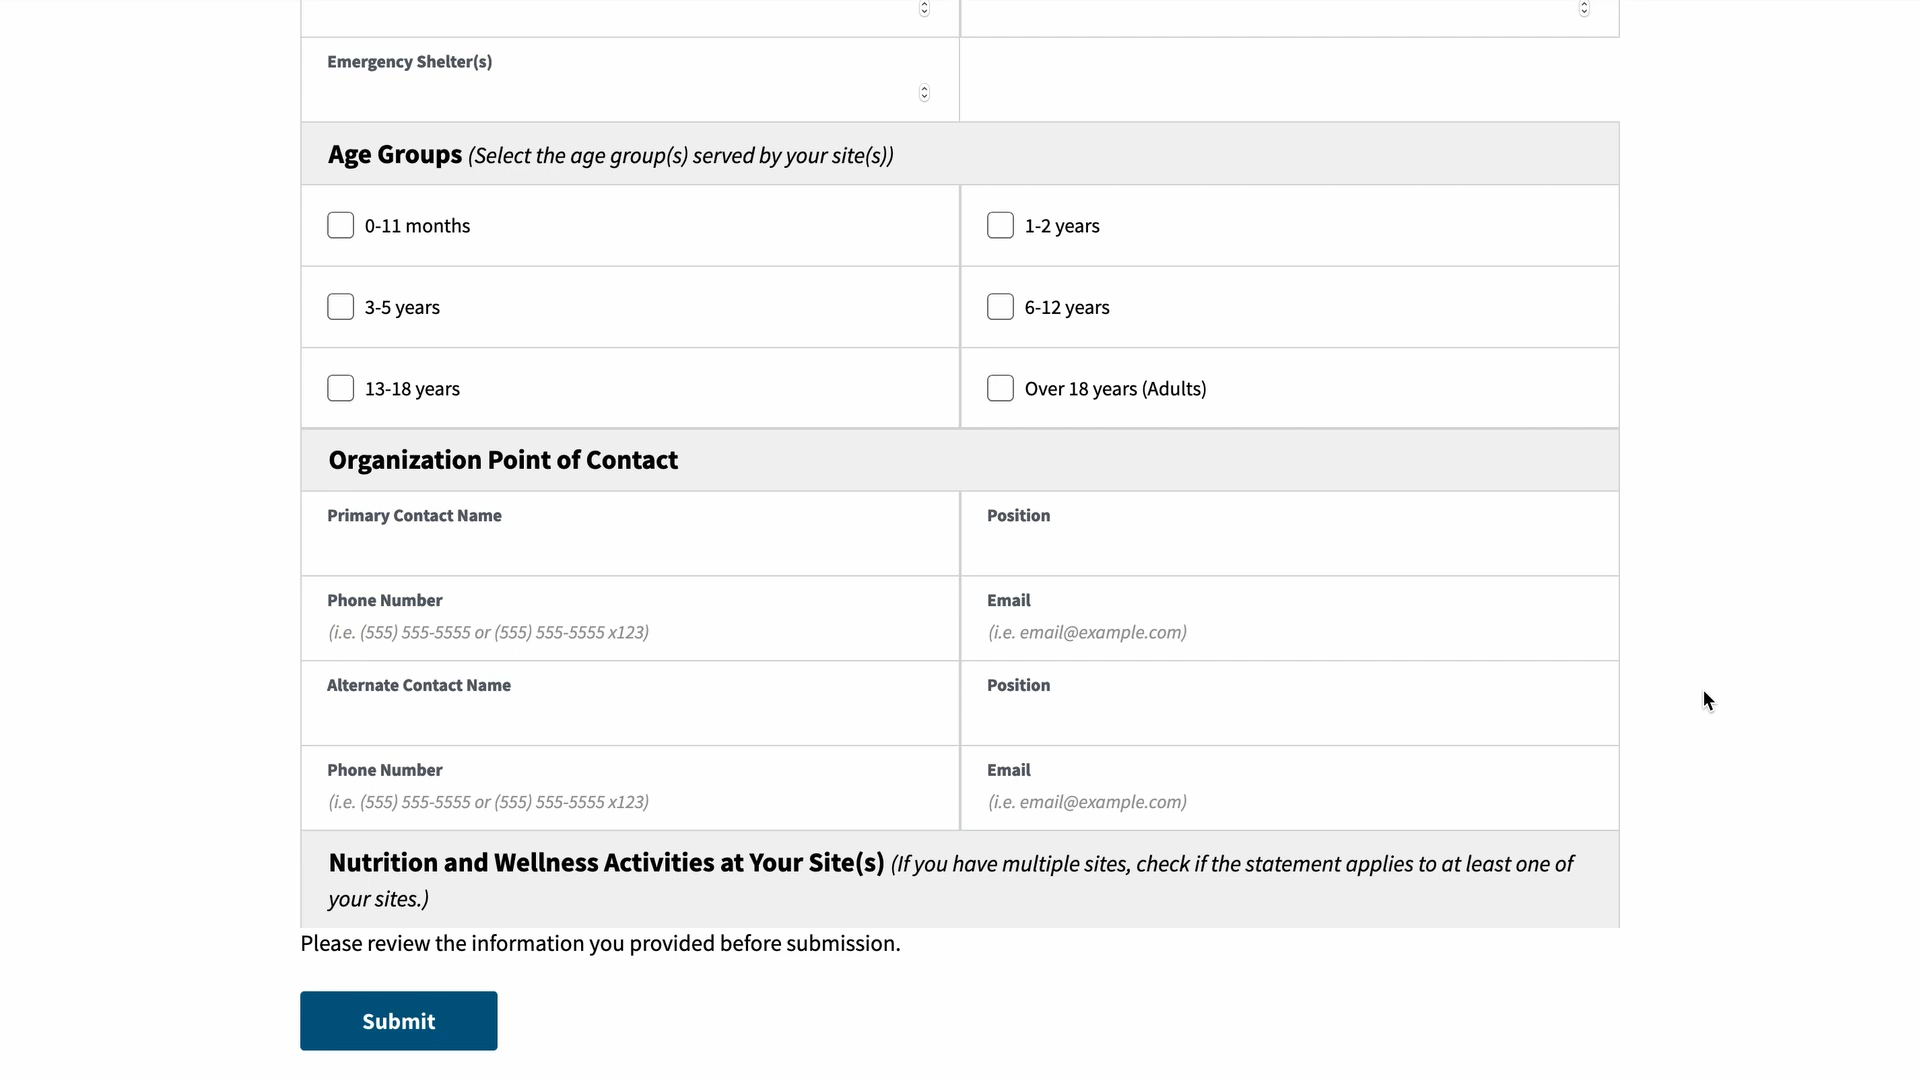 Emergency Shelter(s)
Age Groups (Select the age group(s) served by your site(s))
0-11 months
1-2 years
3-5 years
6-12 years
13-18 years
Over 18 years (Adults)
Organization Point of Contact
Primary Contact Name
Position
Phone Number
(i.e. (555) 555-5555 or (555) 555-5555 x123)
Email
(i.e. email@example.com)
Alternate Contact Name
Position
Phone Number
(i.e. (555) 555-5555 or (555) 555-5555 x123)
Email
(i.e. email@example.com)
Nutrition and Wellness Activities at Your Site(s) (If you have multiple sites, check if the statement applies to at least one of
your sites.)
Please review the information you provided before submission.
Submit